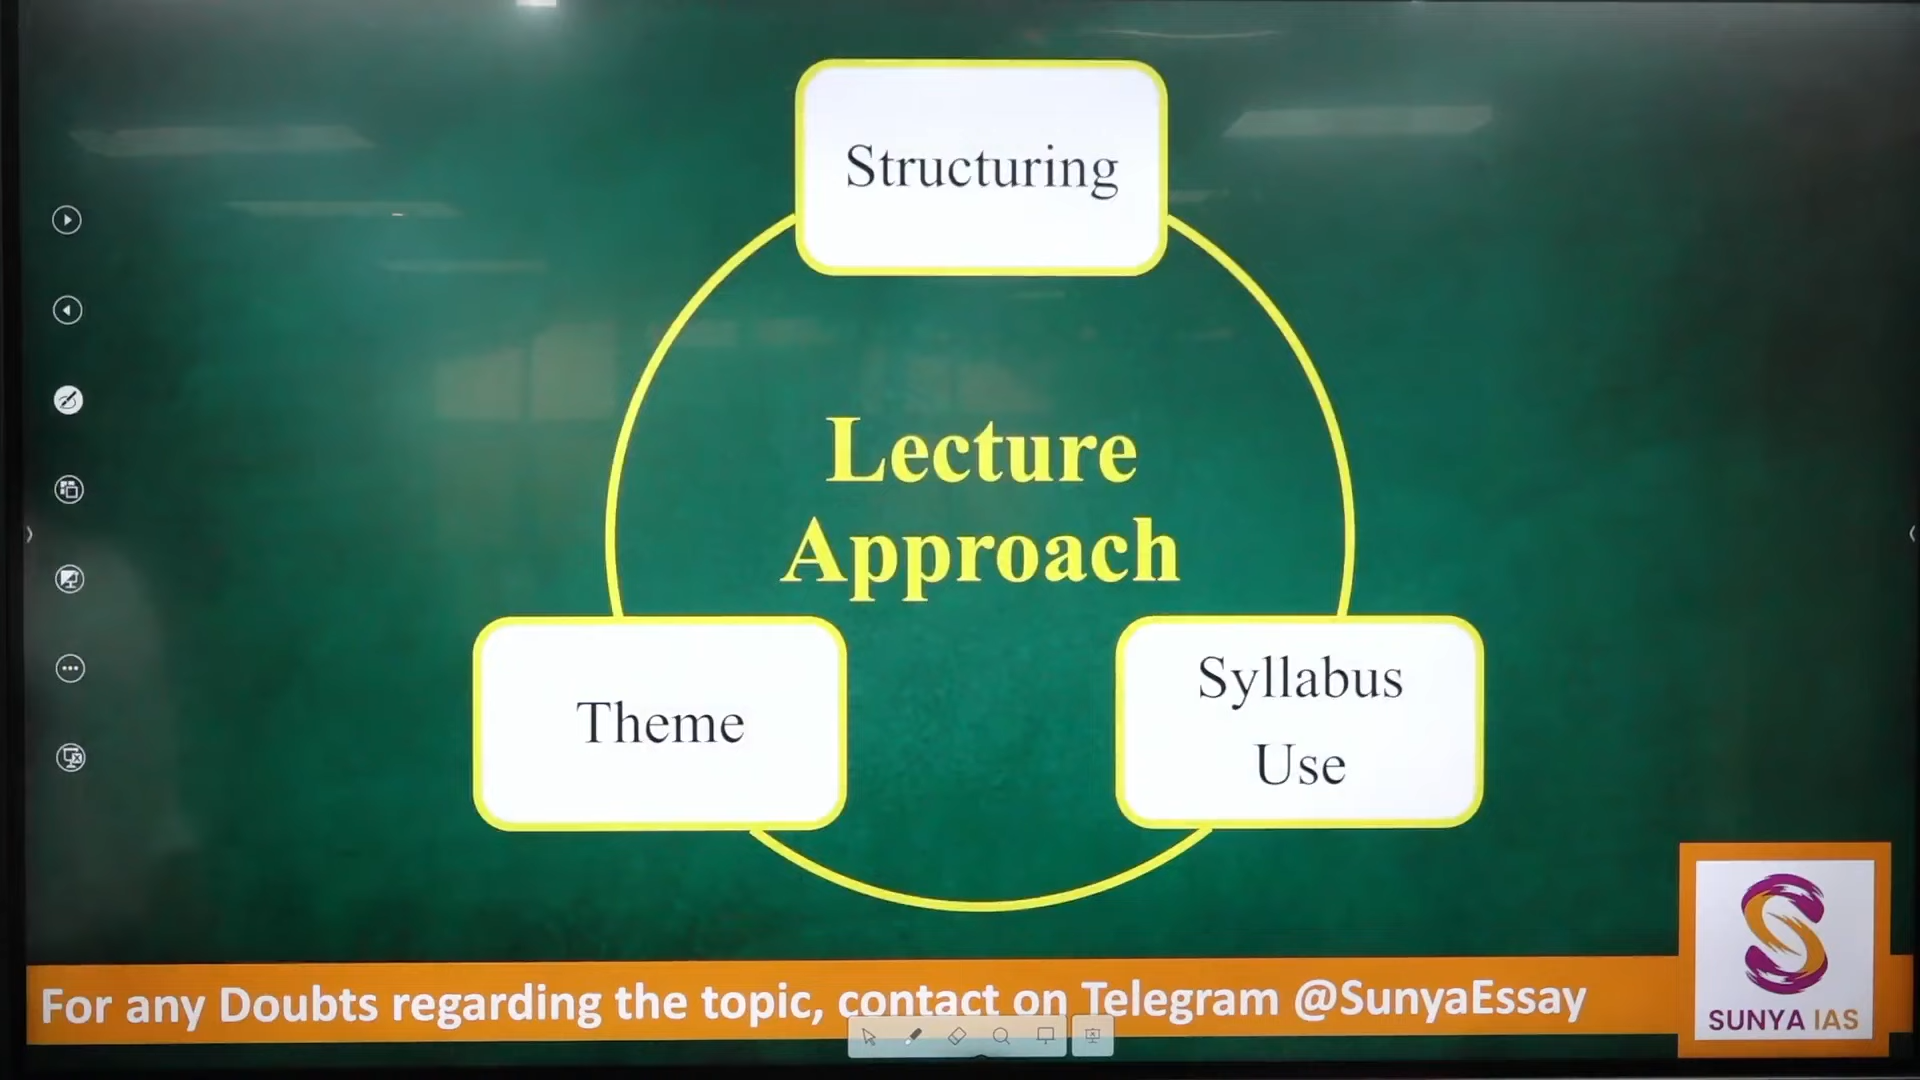 Structuring
Lecture
Approach
Theme
Syllabus
Use
For any Doubts regarding the topic, contact on Telegram @SunyaEssay
SUNYA IAS